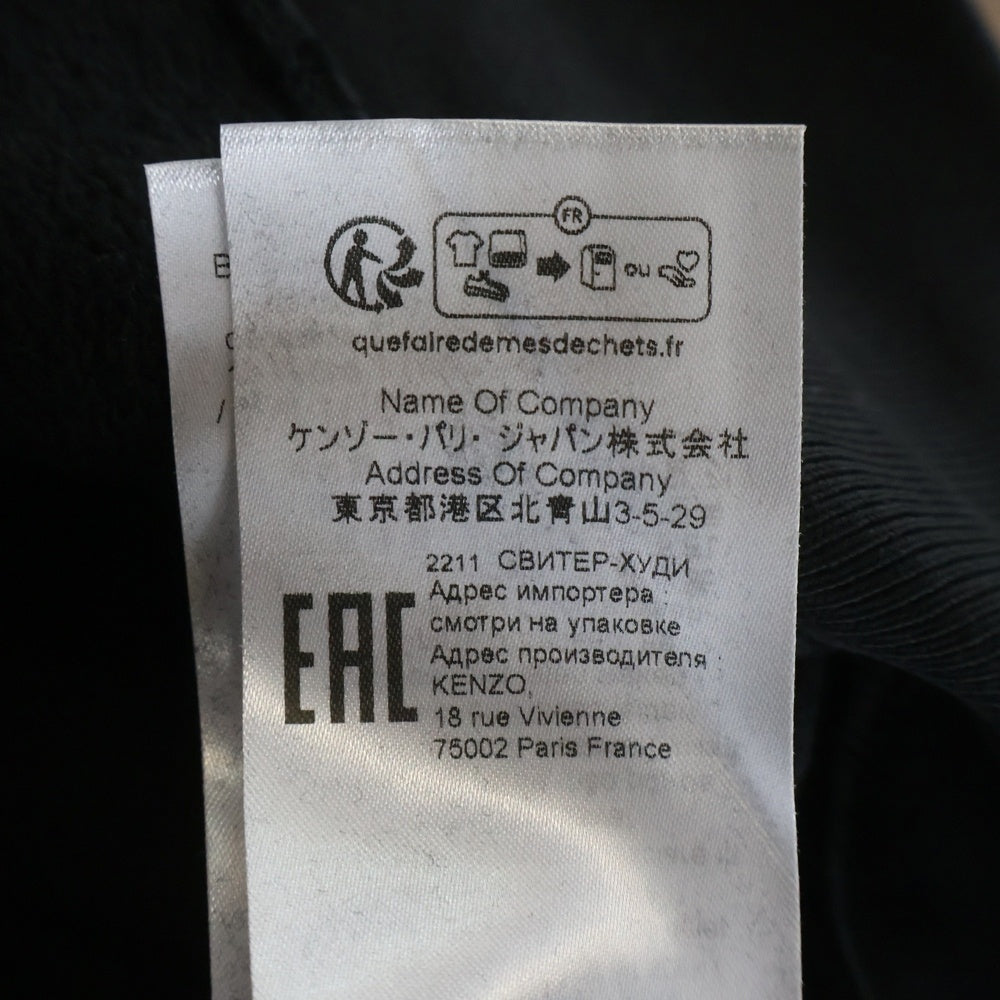 FR
OU
quefairedemesdechets.fr
Name Of Company
ケンゾー・パリ・ジャパン株式会社
Address Of Company
東京都港区北青山3-5-29
2211 СВИТЕР-ХУДИ
Адрес импортера :
смотри на упаковке
Адрес производителя :
KENZO,
18 rue Vivienne
75002 Paris France
EAC